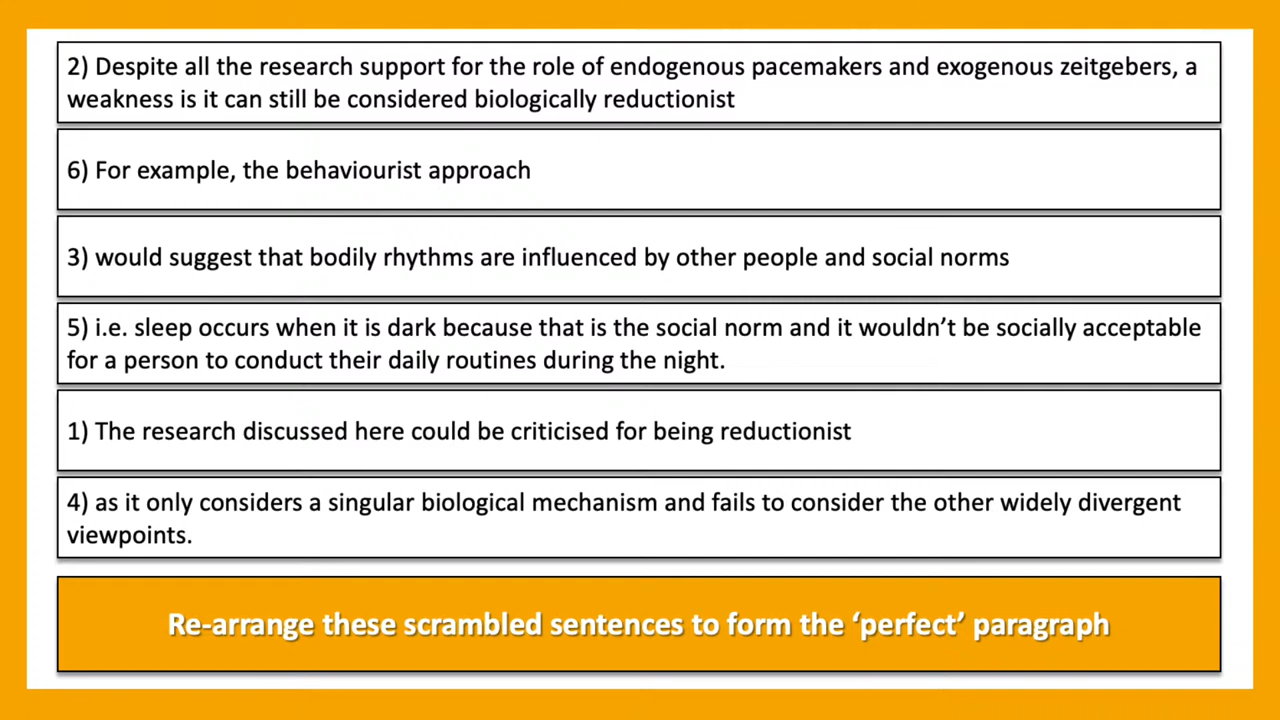 2) Despite all the research support for the role of endogenous pacemakers and exogenous zeitgebers, a
weakness is it can still be considered biologically reductionist
6) For example, the behaviourist approach
3) would suggest that bodily rhythms are influenced by other people and social norms
5) i.e. sleep occurs when it is dark because that is the social norm and it wouldn’t be socially acceptable
for a person to conduct their daily routines during the night.
1) The research discussed here could be criticised for being reductionist
4) as it only considers a singular biological mechanism and fails to consider the other widely divergent
viewpoints.
Re-arrange these scrambled sentences to form the ‘perfect’ paragraph